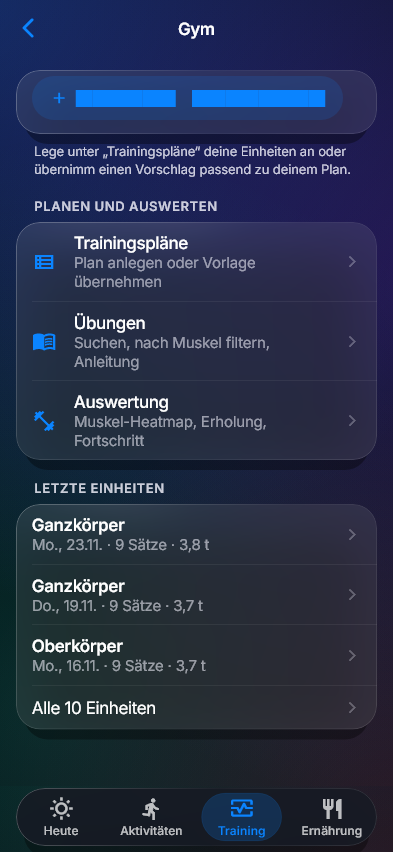 Gym
+
Lege unter „Trainingspläne“ deine Einheiten an oder
übernimm einen Vorschlag passend zu deinem Plan.
PLANEN UND AUSWERTEN
Trainingspläne
Plan anlegen oder Vorlage
übernehmen
Übungen
Suchen, nach Muskel filtern,
Anleitung
Auswertung
Muskel-Heatmap, Erholung,
Fortschritt
LETZTE EINHEITEN
Ganzkörper
Mo., 23.11. · 9 Sätze · 3,8 t
Ganzkörper
Do., 19.11. · 9 Sätze · 3,7 t
Oberkörper
Mo., 16.11. · 9 Sätze · 3,7 t
Alle 10 Einheiten
Heute Aktivitäten Training Ernährung